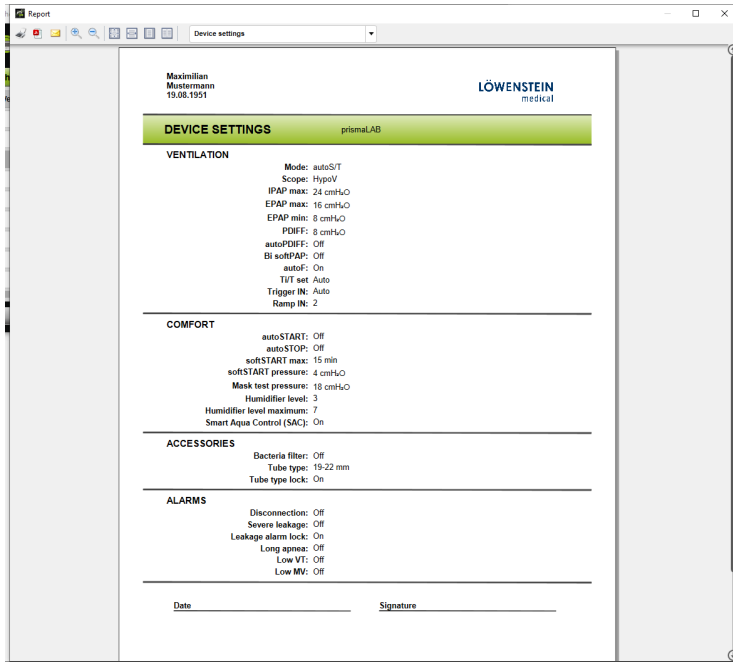 Report
Device settings
Maximilian
Mustermann
19.08.1951
LÖWENSTEIN
medical
DEVICE SETTINGS prismaLAB
VENTILATION
Mode: autoS/T
Scope: HypoV
IPAP max: 24 cmH₂O
EPAP max: 16 cmH₂O
EPAP min: 8 cmH₂O
PDIFF: 8 cmH₂O
autoPDIFF: Off
Bi softPAP: Off
autoF: On
Ti/T set Auto
Trigger IN: Auto
Ramp IN: 2
COMFORT
autoSTART: Off
autoSTOP: Off
softSTART max: 15 min
softSTART pressure: 4 cmH₂O
Mask test pressure: 18 cmH₂O
Humidifier level: 3
Humidifier level maximum: 7
Smart Aqua Control (SAC): On
ACCESSORIES
Bacteria filter: Off
Tube type: 19-22 mm
Tube type lock: On
ALARMS
Disconnection: Off
Severe leakage: Off
Leakage alarm lock: On
Long apnea: Off
Low VT: Off
Low MV: Off
Date Signature